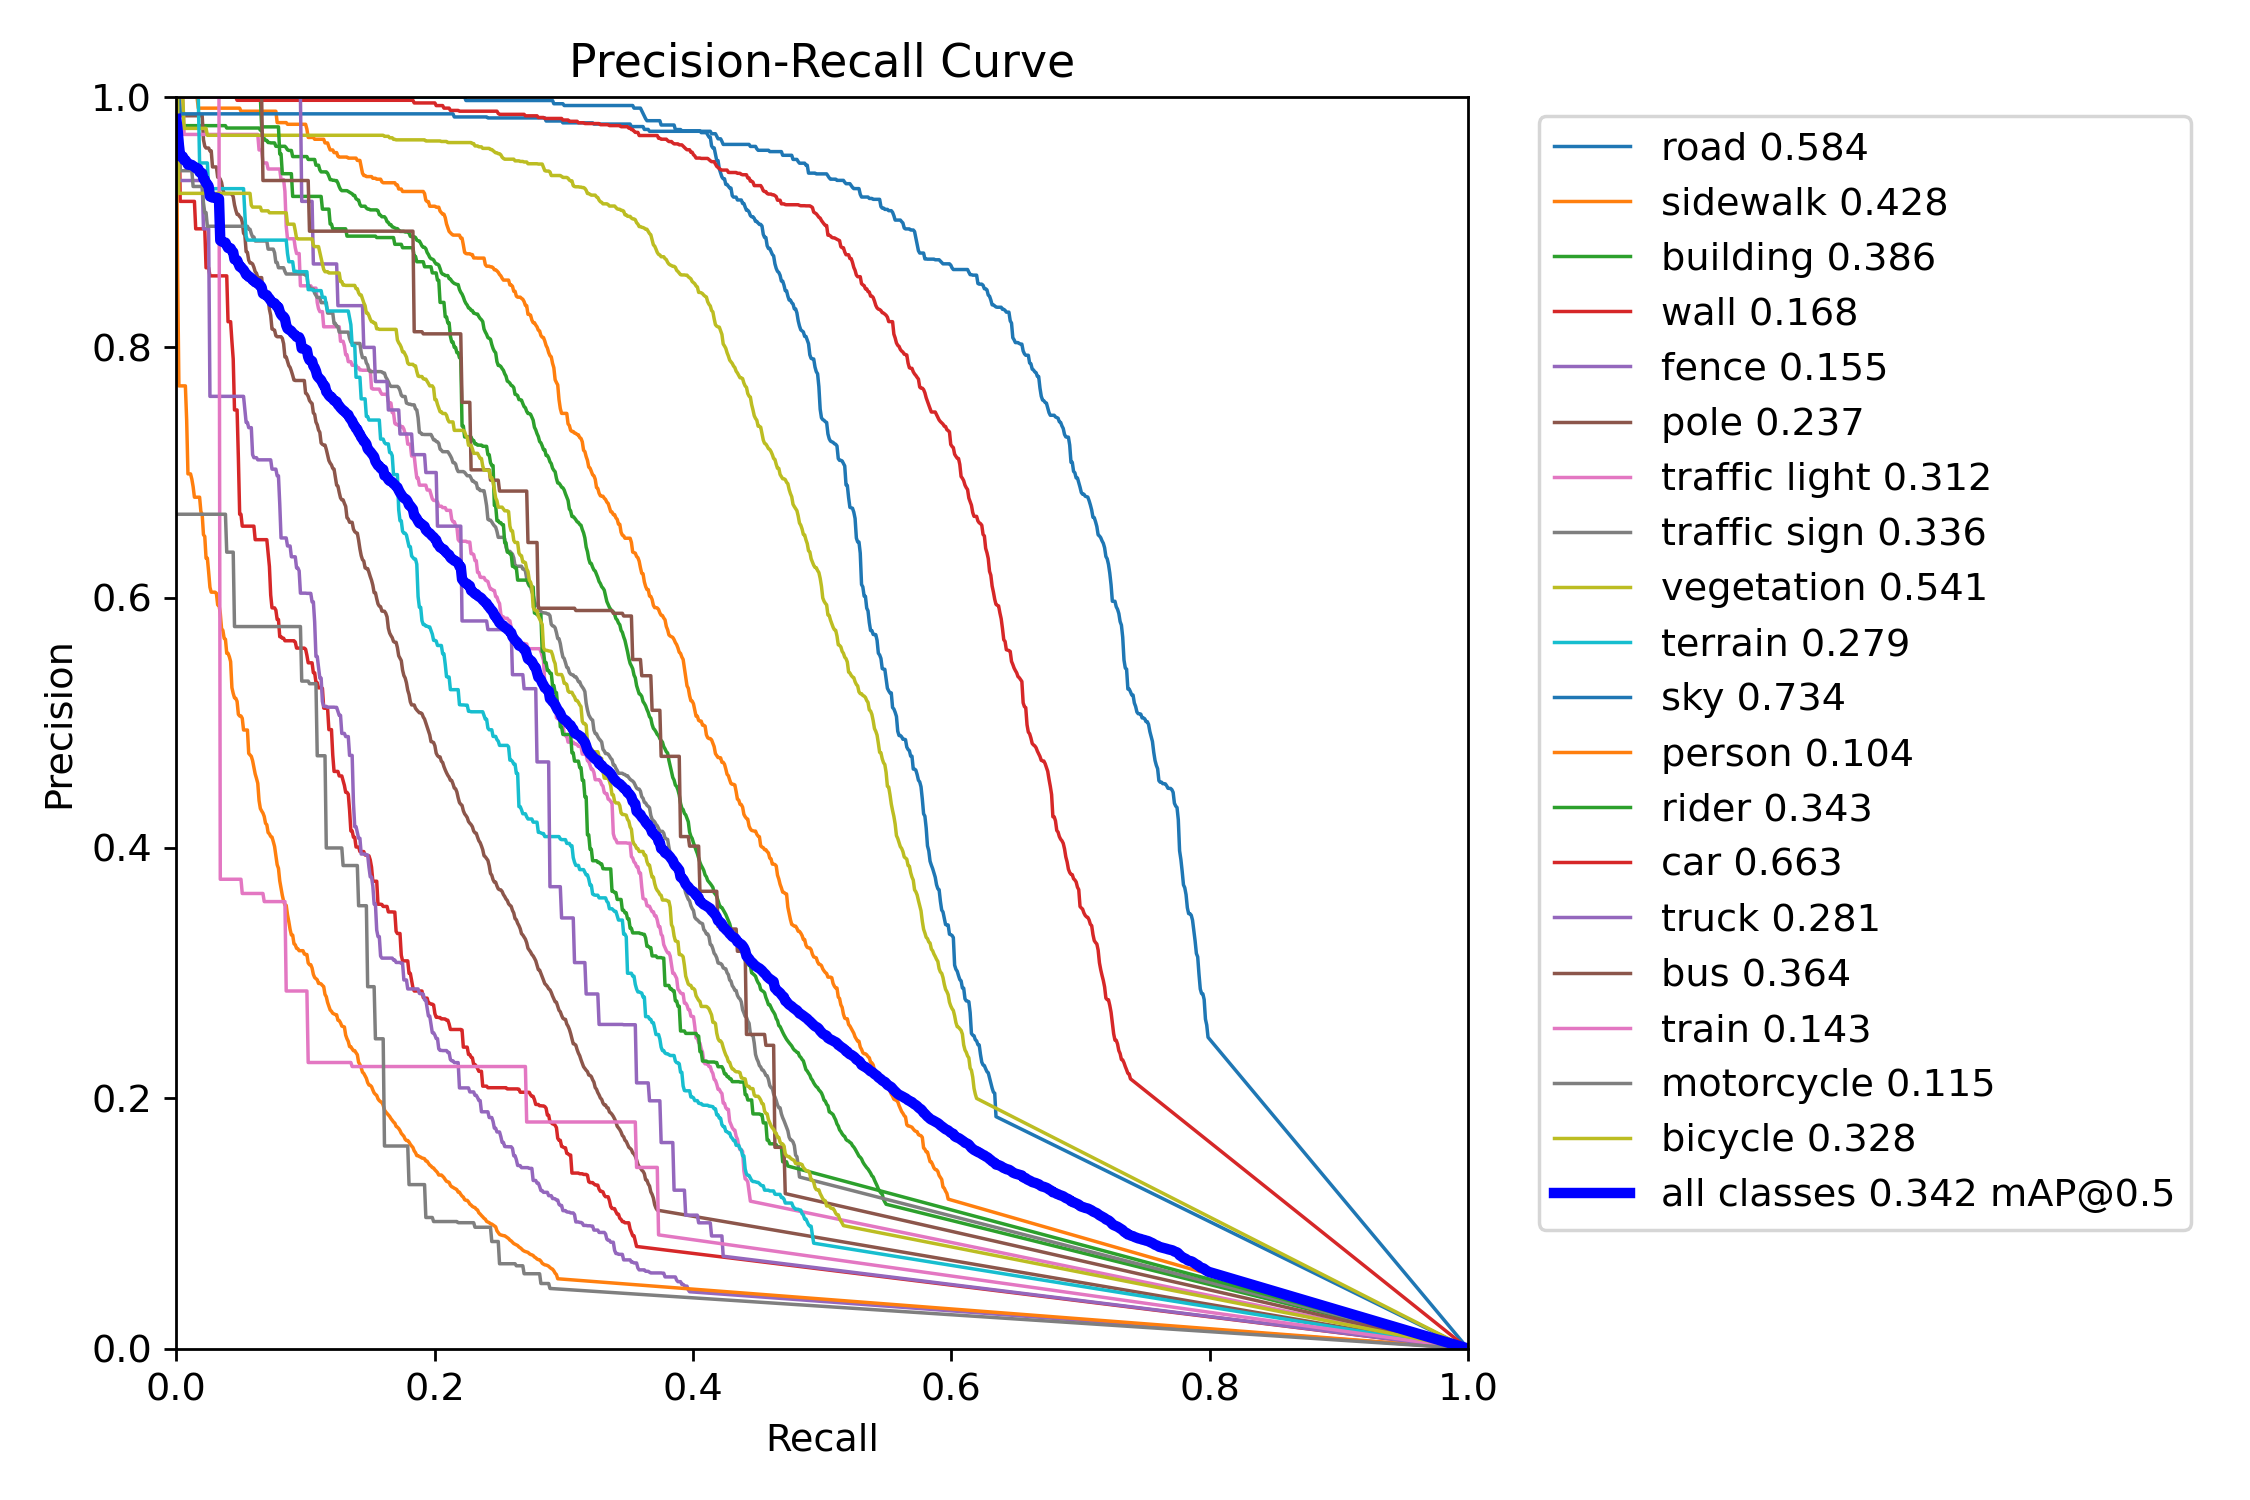 Precision-Recall Curve
1.0
0.8
0.6
0.4
0.2
0.0
Precision
0.0 0.2 0.4 0.6 0.8 1.0
Recall
road 0.584
sidewalk 0.428
building 0.386
wall 0.168
fence 0.155
pole 0.237
traffic light 0.312
traffic sign 0.336
vegetation 0.541
terrain 0.279
sky 0.734
person 0.104
rider 0.343
car 0.663
truck 0.281
bus 0.364
train 0.143
motorcycle 0.115
bicycle 0.328
all classes 0.342 mAP@0.5